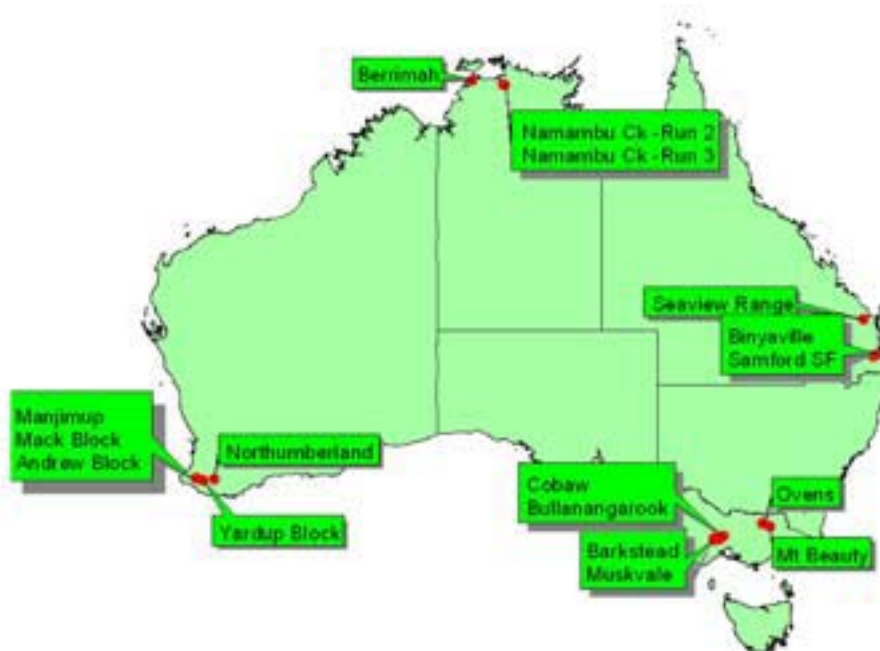 Berrimah
Namambu Ck -Run 2
Namambu Ck -Run 3
Seaview Range
Binyaville
Samford SF
Manjimup
Mack Block
Andrew Block
Northumberland
Yardup Block
Cobaw
Bullanangarook
Ovens
Barkstead
Muskvale
Mt Beauty